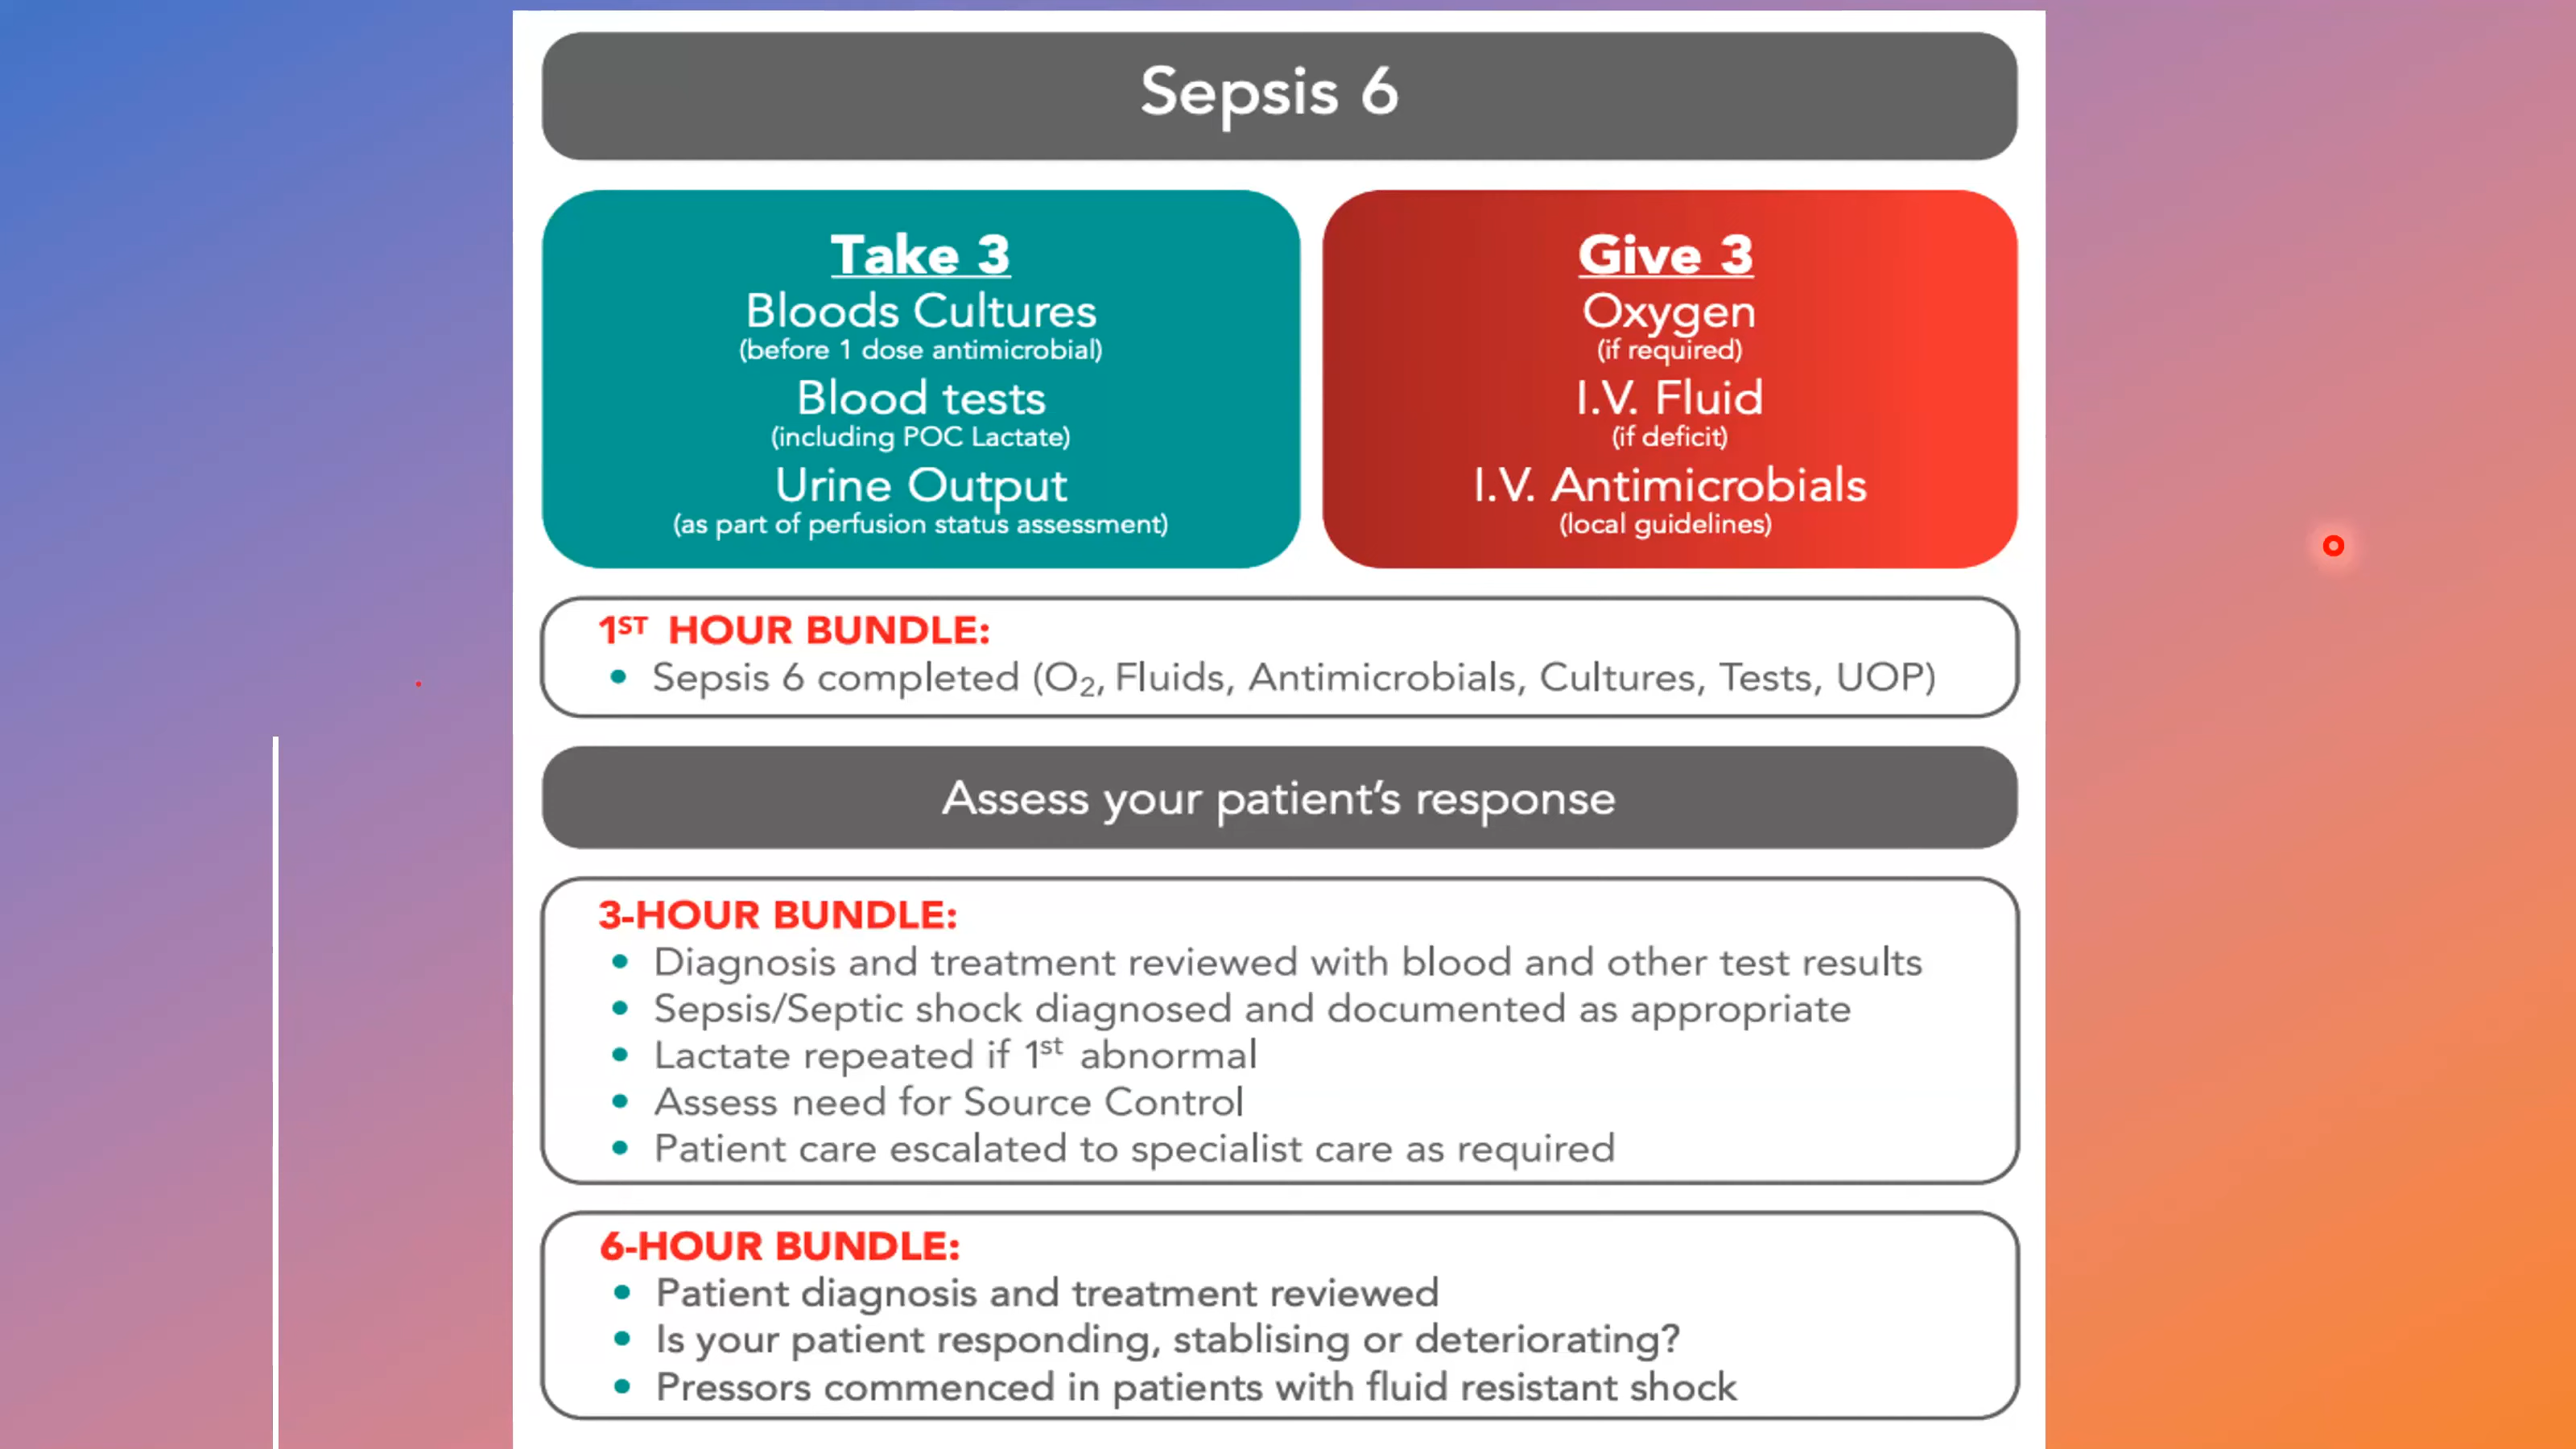 Sepsis 6
Take 3
Bloods Cultures
(before 1 dose antimicrobial)
Blood tests
(including POC Lactate)
Urine Output
(as part of perfusion status assessment)
Give 3
Oxygen
(if required)
I.V. Fluid
(if deficit)
I.V. Antimicrobials
(local guidelines)
1ST HOUR BUNDLE:
• Sepsis 6 completed (O₂, Fluids, Antimicrobials, Cultures, Tests, UOP)
Assess your patient's response
3-HOUR BUNDLE:
• Diagnosis and treatment reviewed with blood and other test results
• Sepsis/Septic shock diagnosed and documented as appropriate
• Lactate repeated if 1st abnormal
• Assess need for Source Control
• Patient care escalated to specialist care as required
6-HOUR BUNDLE:
• Patient diagnosis and treatment reviewed
• Is your patient responding, stablising or deteriorating?
• Pressors commenced in patients with fluid resistant shock